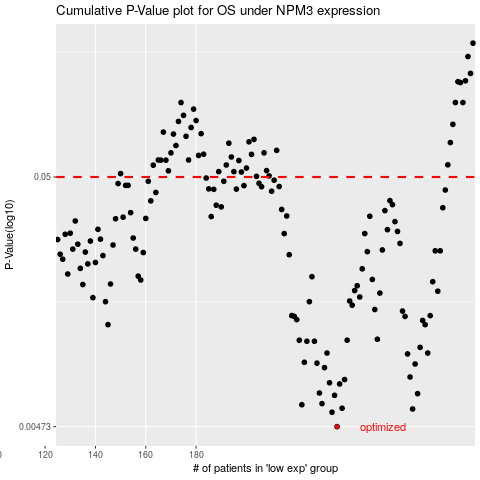 Cumulative P-Value plot for OS under NPM3 expression
P-Value(log10)
0.05
0.00473
optimized
0 120 140 160 180
# of patients in 'low exp' group